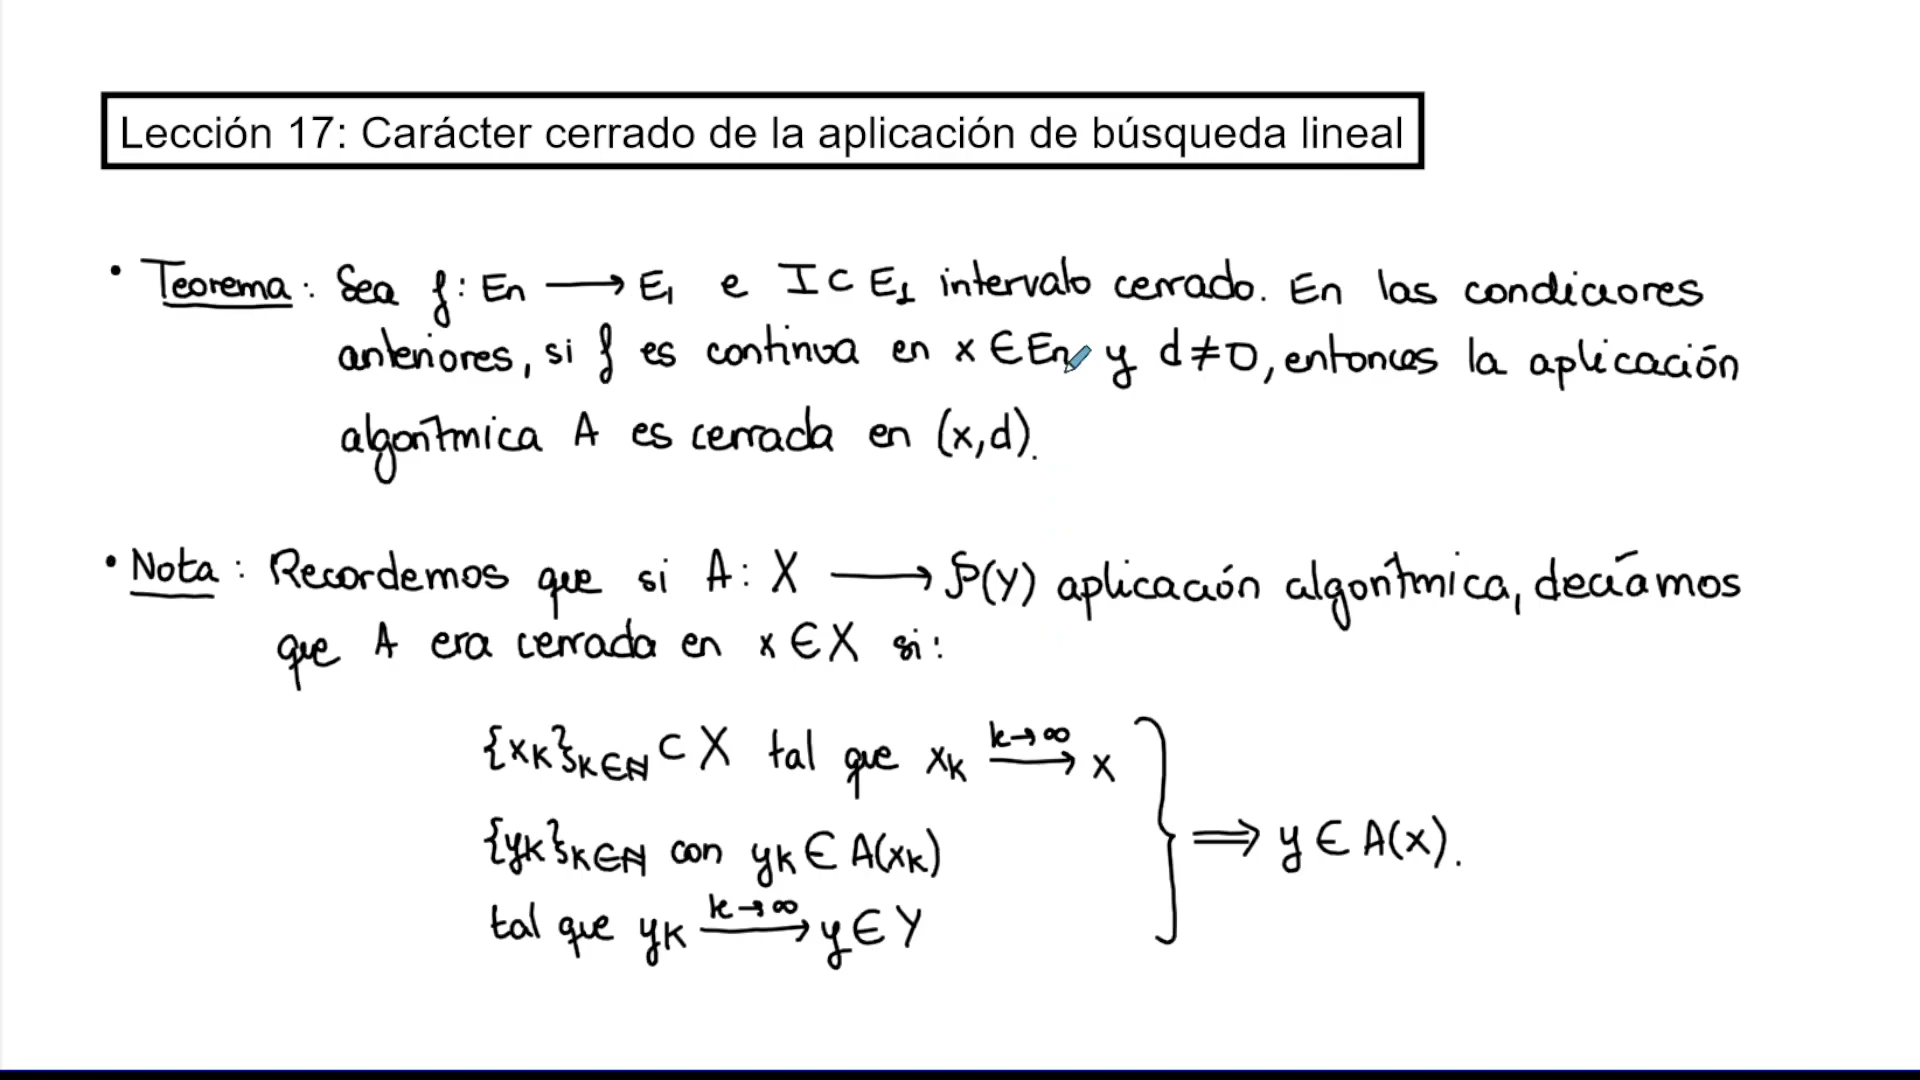 Lección 17: Carácter cerrado de la aplicación de búsqueda lineal
• Teorema: Sea f: En ⟶ E₁ e I ⊂ E₁ intervalo cerrado. En las condiciones
anteriores, si f es continua en x ∈ En y d ≠ 0, entonces la aplicación
algorítmica A es cerrada en (x,d).
• Nota: Recordemos que si A: X ⟶ P(Y) aplicación algorítmica, decíamos
que A era cerrada en x ∈ X si:
{xₖ}ₖ∈ℕ ⊂ X tal que xₖ ⟶ x (k→∞)
{yₖ}ₖ∈ℕ con yₖ ∈ A(xₖ)
tal que yₖ ⟶ y ∈ Y (k→∞)
} ⟹ y ∈ A(x).